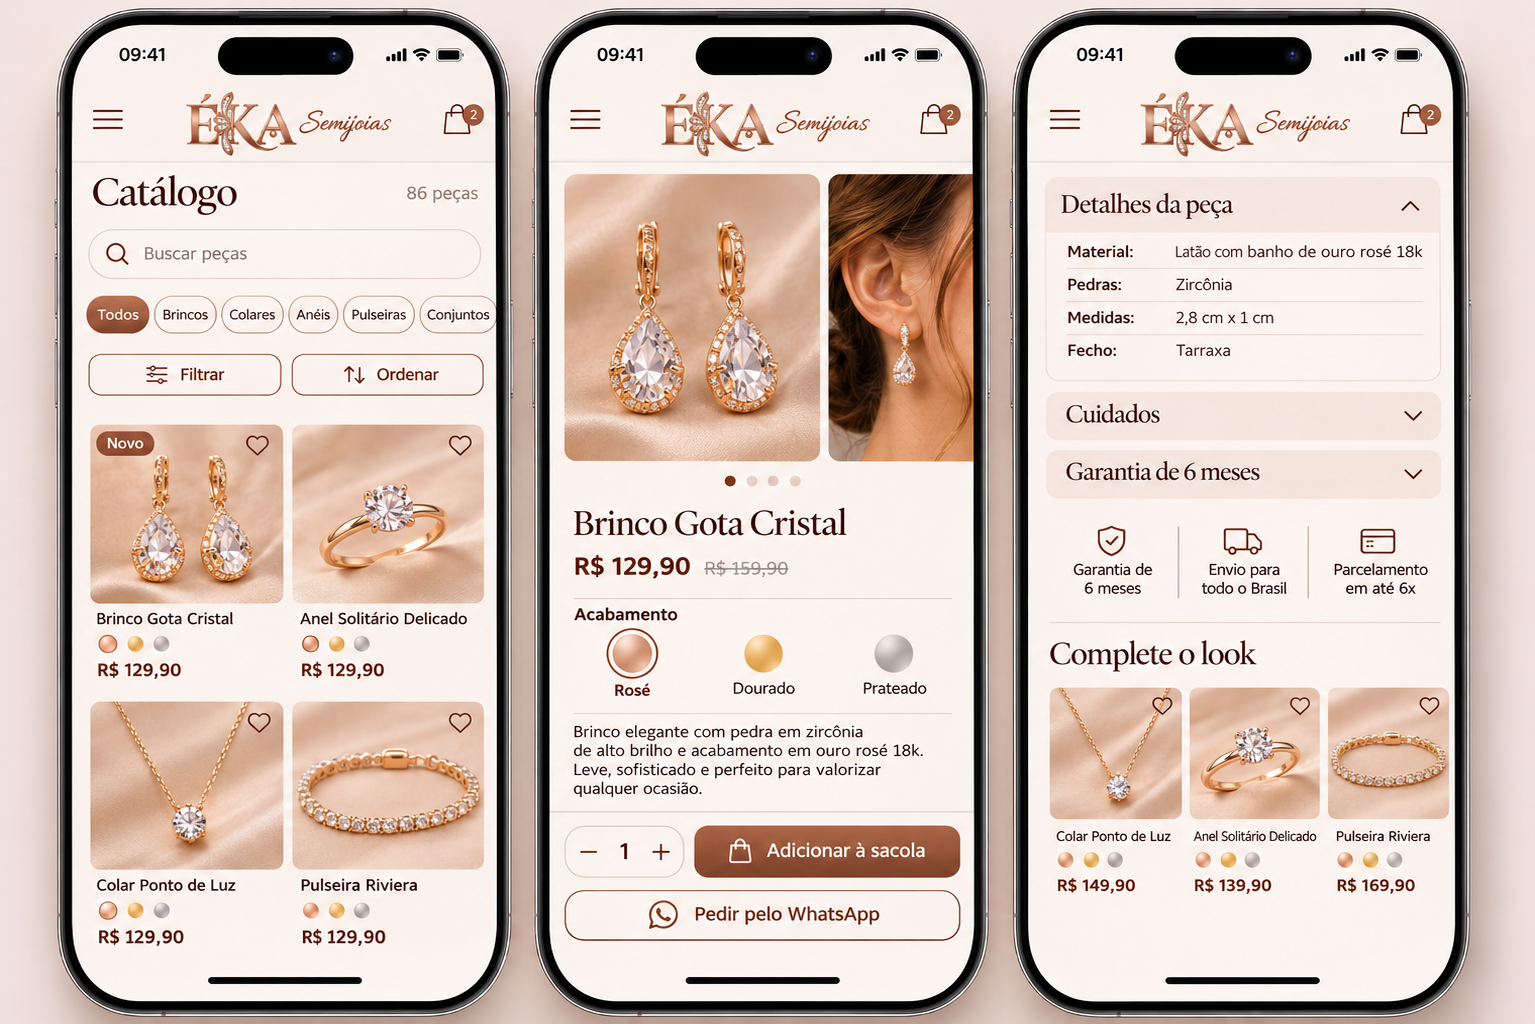 09:41
ÉKA Semijoias
2
Catálogo
86 peças
Buscar peças
Todos
Brincos
Colares
Anéis
Pulseiras
Conjuntos
Filtrar
Ordenar
Novo
Brinco Gota Cristal
R$ 129,90
Anel Solitário Delicado
R$ 129,90
Colar Ponto de Luz
R$ 129,90
Pulseira Riviera
R$ 129,90
09:41
ÉKA Semijoias
2
Brinco Gota Cristal
R$ 129,90 R$ 159,90
Acabamento
Rosé
Dourado
Prateado
Brinco elegante com pedra em zircônia
de alto brilho e acabamento em ouro rosé 18k.
Leve, sofisticado e perfeito para valorizar
qualquer ocasião.
1
Adicionar à sacola
Pedir pelo WhatsApp
09:41
ÉKA Semijoias
2
Detalhes da peça
Material: Latão com banho de ouro rosé 18k
Pedras: Zircônia
Medidas: 2,8 cm x 1 cm
Fecho: Tarraxa
Cuidados
Garantia de 6 meses
Garantia de
6 meses
Envio para
todo o Brasil
Parcelamento
em até 6x
Complete o look
Colar Ponto de Luz
R$ 149,90
Anel Solitário Delicado
R$ 139,90
Pulseira Riviera
R$ 169,90